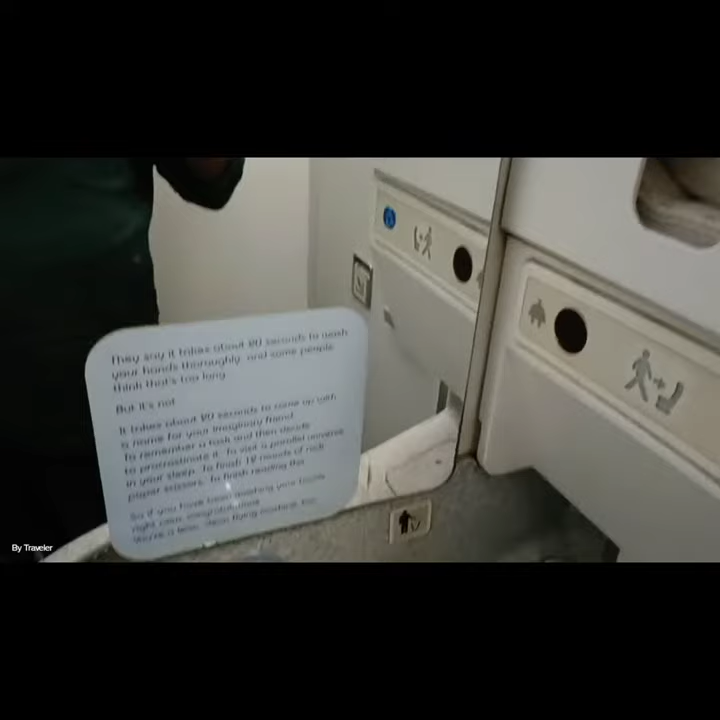 They say it takes about 20 seconds to wash
your hands thoroughly, and some people
think that's too long.
But it's not.
It takes about 20 seconds to come up with
a name for your imaginary friend.
To remember a task and then decide
to procrastinate it. To visit a parallel universe
in your sleep. To finish 18 rounds of rock
paper scissors. To finish reading this.
So if you have been washing your hands
right now, congratulations
You're a lean, clean flying machine
By Traveler